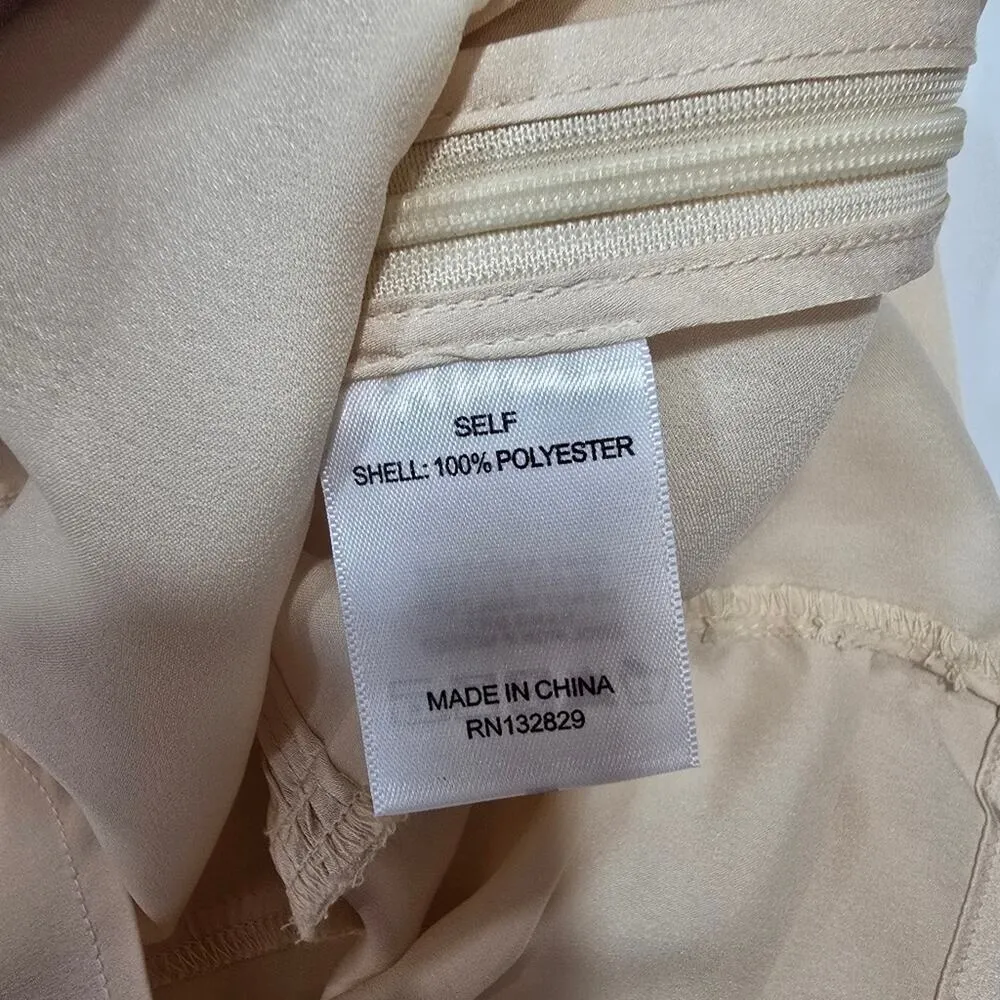 SELF
SHELL: 100% POLYESTER
MADE IN CHINA
RN132829